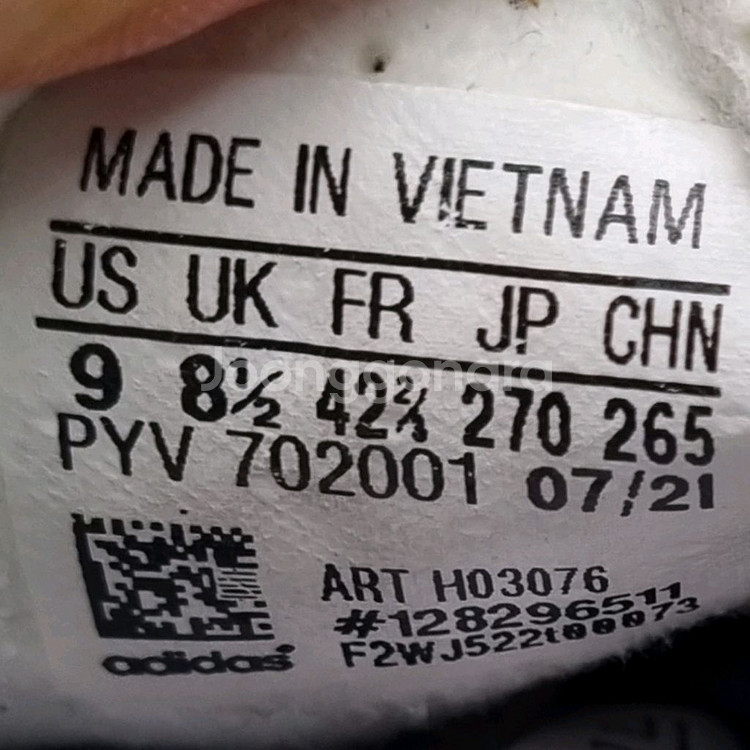 MADE IN VIETNAM
US UK FR JP CHN
9 8½ 42⅔ 270 265
Joonggonara
PYV 702001 07/21
ART H03076
#128296511
F2WJ522t00073
adidas